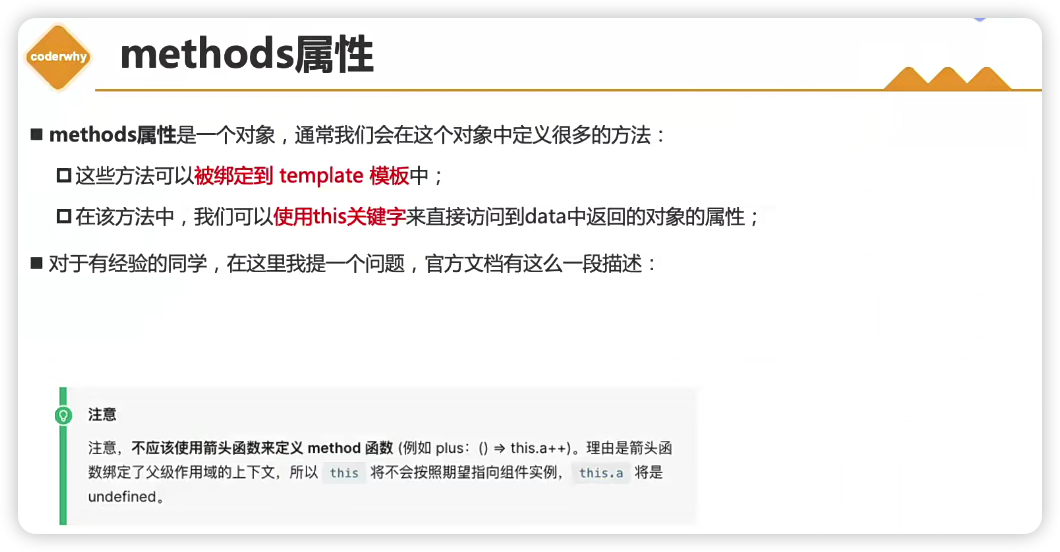 coderwhy
methods属性
methods属性是一个对象，通常我们会在这个对象中定义很多的方法：
这些方法可以被绑定到 template 模板中；
在该方法中，我们可以使用this关键字来直接访问到data中返回的对象的属性；
对于有经验的同学，在这里我提一个问题，官方文档有这么一段描述：
注意
注意，不应该使用箭头函数来定义 method 函数 (例如 plus：() => this.a++)。理由是箭头函
数绑定了父级作用域的上下文，所以 this 将不会按照期望指向组件实例，this.a 将是
undefined。